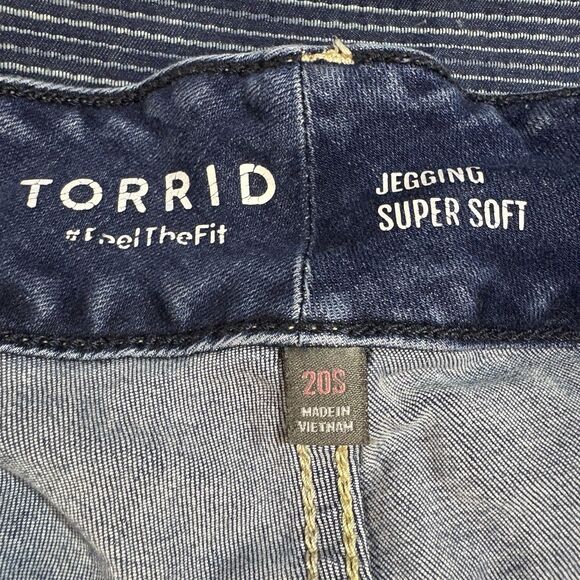 TORRID
#FeelTheFit
JEGGING
SUPER SOFT
20S
MADE IN
VIETNAM